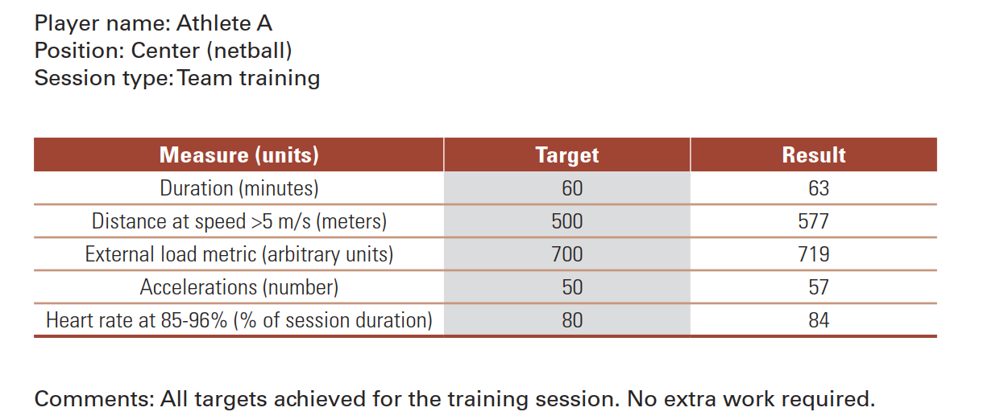 Player name: Athlete A
Position: Center (netball)
Session type: Team training
Measure (units) Target Result
Duration (minutes) 60 63
Distance at speed >5 m/s (meters) 500 577
External load metric (arbitrary units) 700 719
Accelerations (number) 50 57
Heart rate at 85-96% (% of session duration) 80 84
Comments: All targets achieved for the training session. No extra work required.